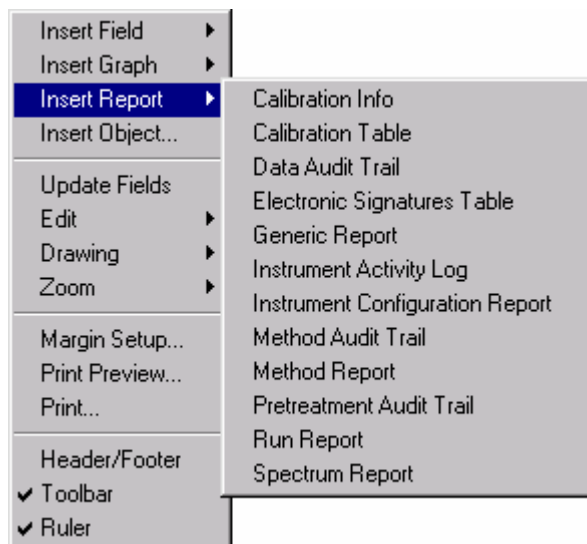 Insert Field
Insert Graph
Insert Report
Insert Object...
Update Fields
Edit
Drawing
Zoom
Margin Setup...
Print Preview...
Print...
Header/Footer
Toolbar
Ruler
Calibration Info
Calibration Table
Data Audit Trail
Electronic Signatures Table
Generic Report
Instrument Activity Log
Instrument Configuration Report
Method Audit Trail
Method Report
Pretreatment Audit Trail
Run Report
Spectrum Report